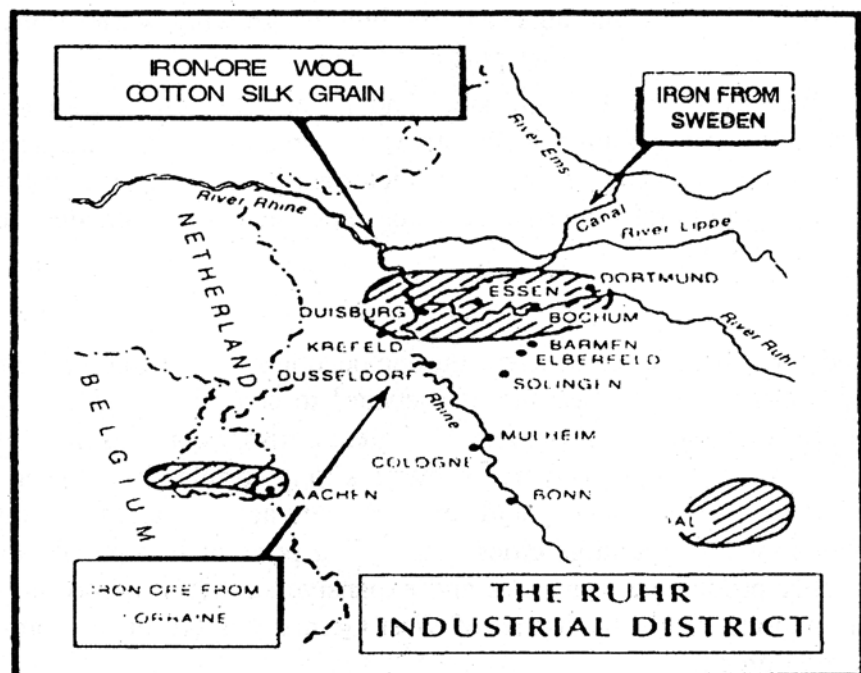 IRON-ORE WOOL
COTTON SILK GRAIN
IRON FROM
SWEDEN
River Ems
River Rhine
Canal
River Lippe
NETHERLAND
DORTMUND
ESSEN
DUISBURG
BOCHUM
River Ruhr
KREFELD
BARMEN
ELBERFELD
DUSSELDORF
SOLINGEN
BELGIUM
Rhine
MULHEIM
COLOGNE
AACHEN
BONN
AL
IRON ORE FROM
LORRAINE
THE RUHR
INDUSTRIAL DISTRICT